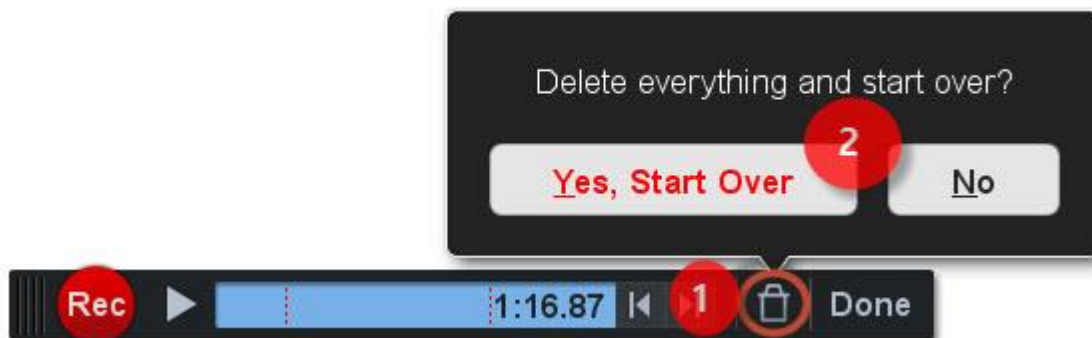 Delete everything and start over?
2
Yes, Start Over No
Rec 1:16.87 1 Done